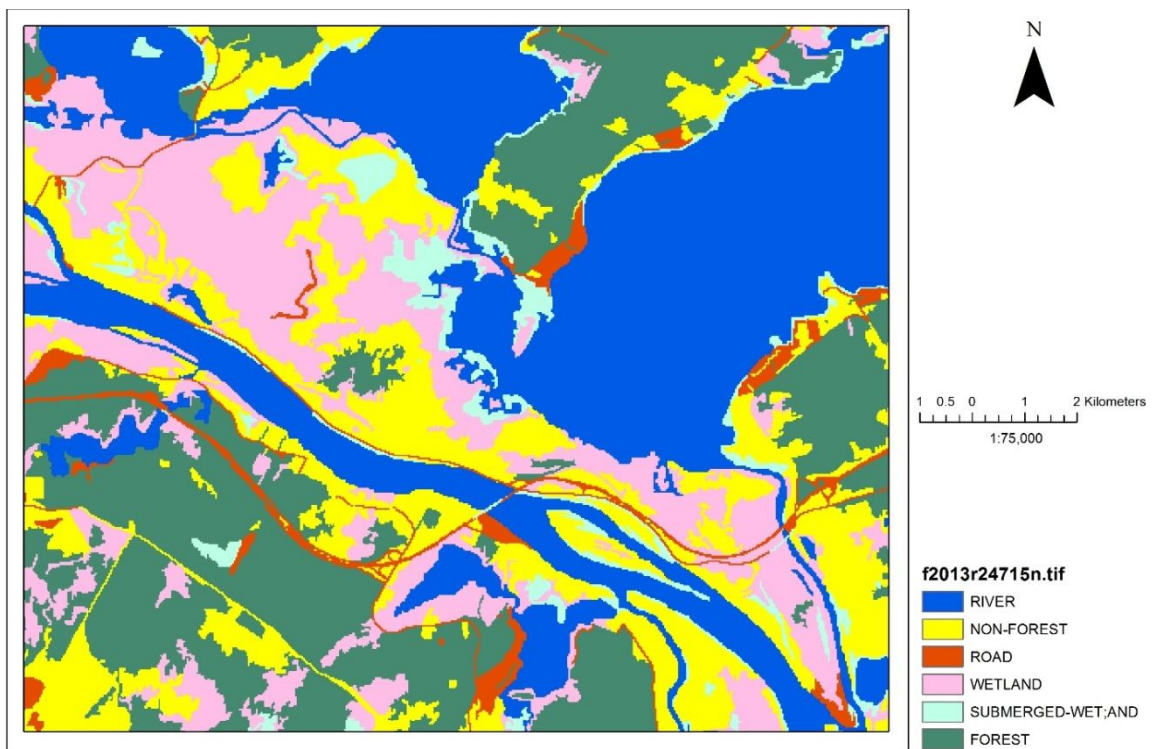 N
1 0.5 0 1 2 Kilometers
1:75,000
f2013r24715n.tif
RIVER
NON-FOREST
ROAD
WETLAND
SUBMERGED-WET;AND
FOREST